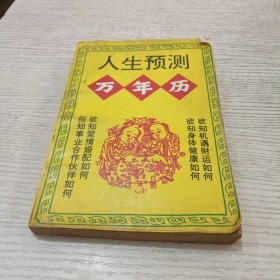 人生预测
万年历
欲知机遇财运如何
欲知身体健康如何
欲知爱情婚配如何
俗知事业合作伙伴如何